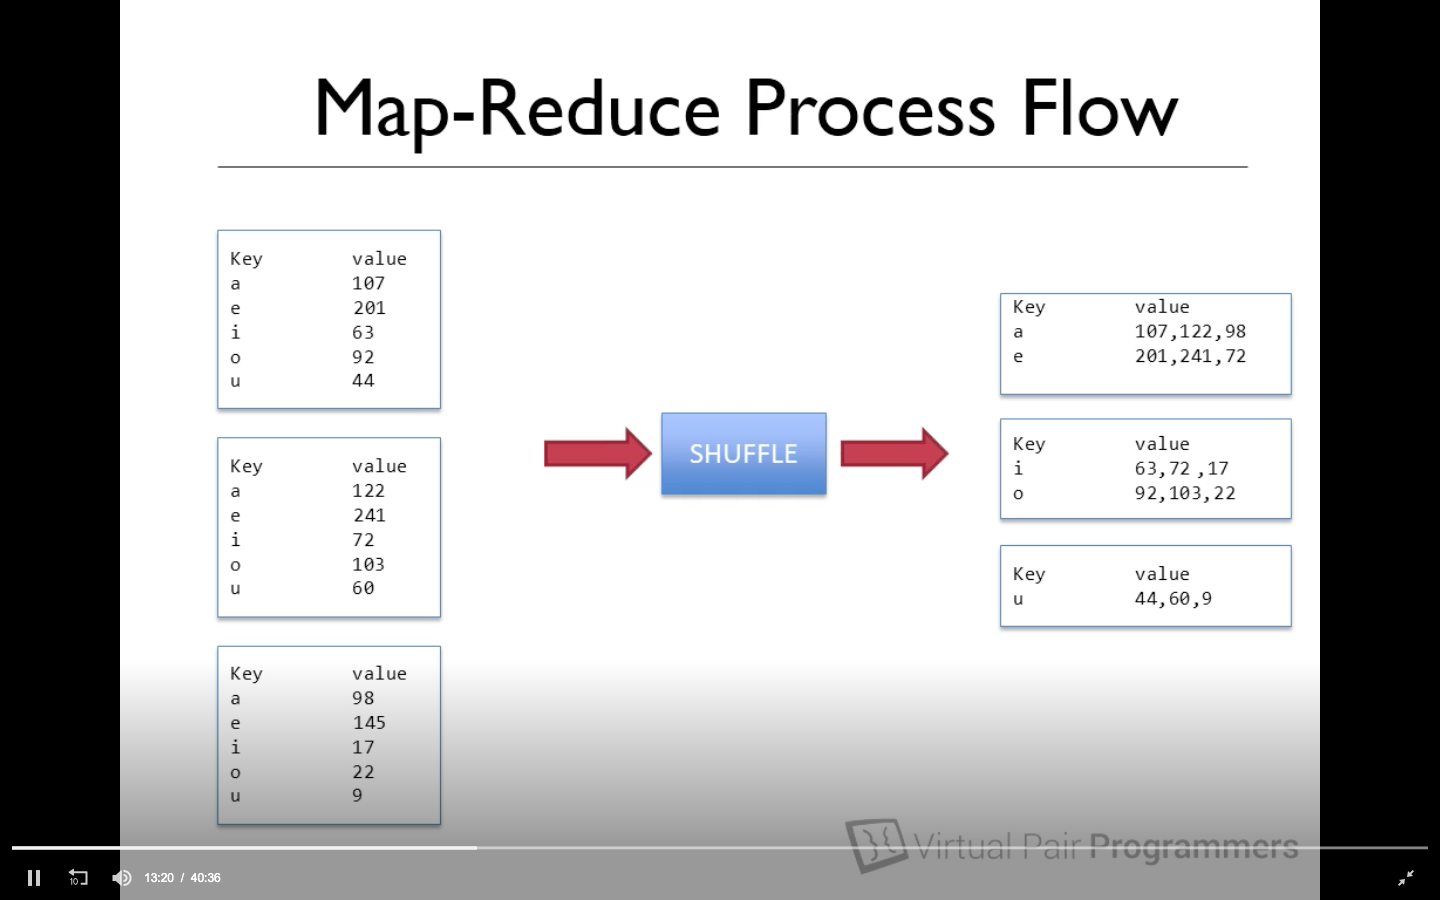 Map-Reduce Process Flow
Key value
a 107
e 201
i 63
o 92
u 44
Key value
a 122
e 241
i 72
o 103
u 60
Key value
a 98
e 145
i 17
o 22
u 9
SHUFFLE
Key value
a 107,122,98
e 201,241,72
Key value
i 63,72 ,17
o 92,103,22
Key value
u 44,60,9
Virtual Pair Programmers
10
13:20 / 40:36